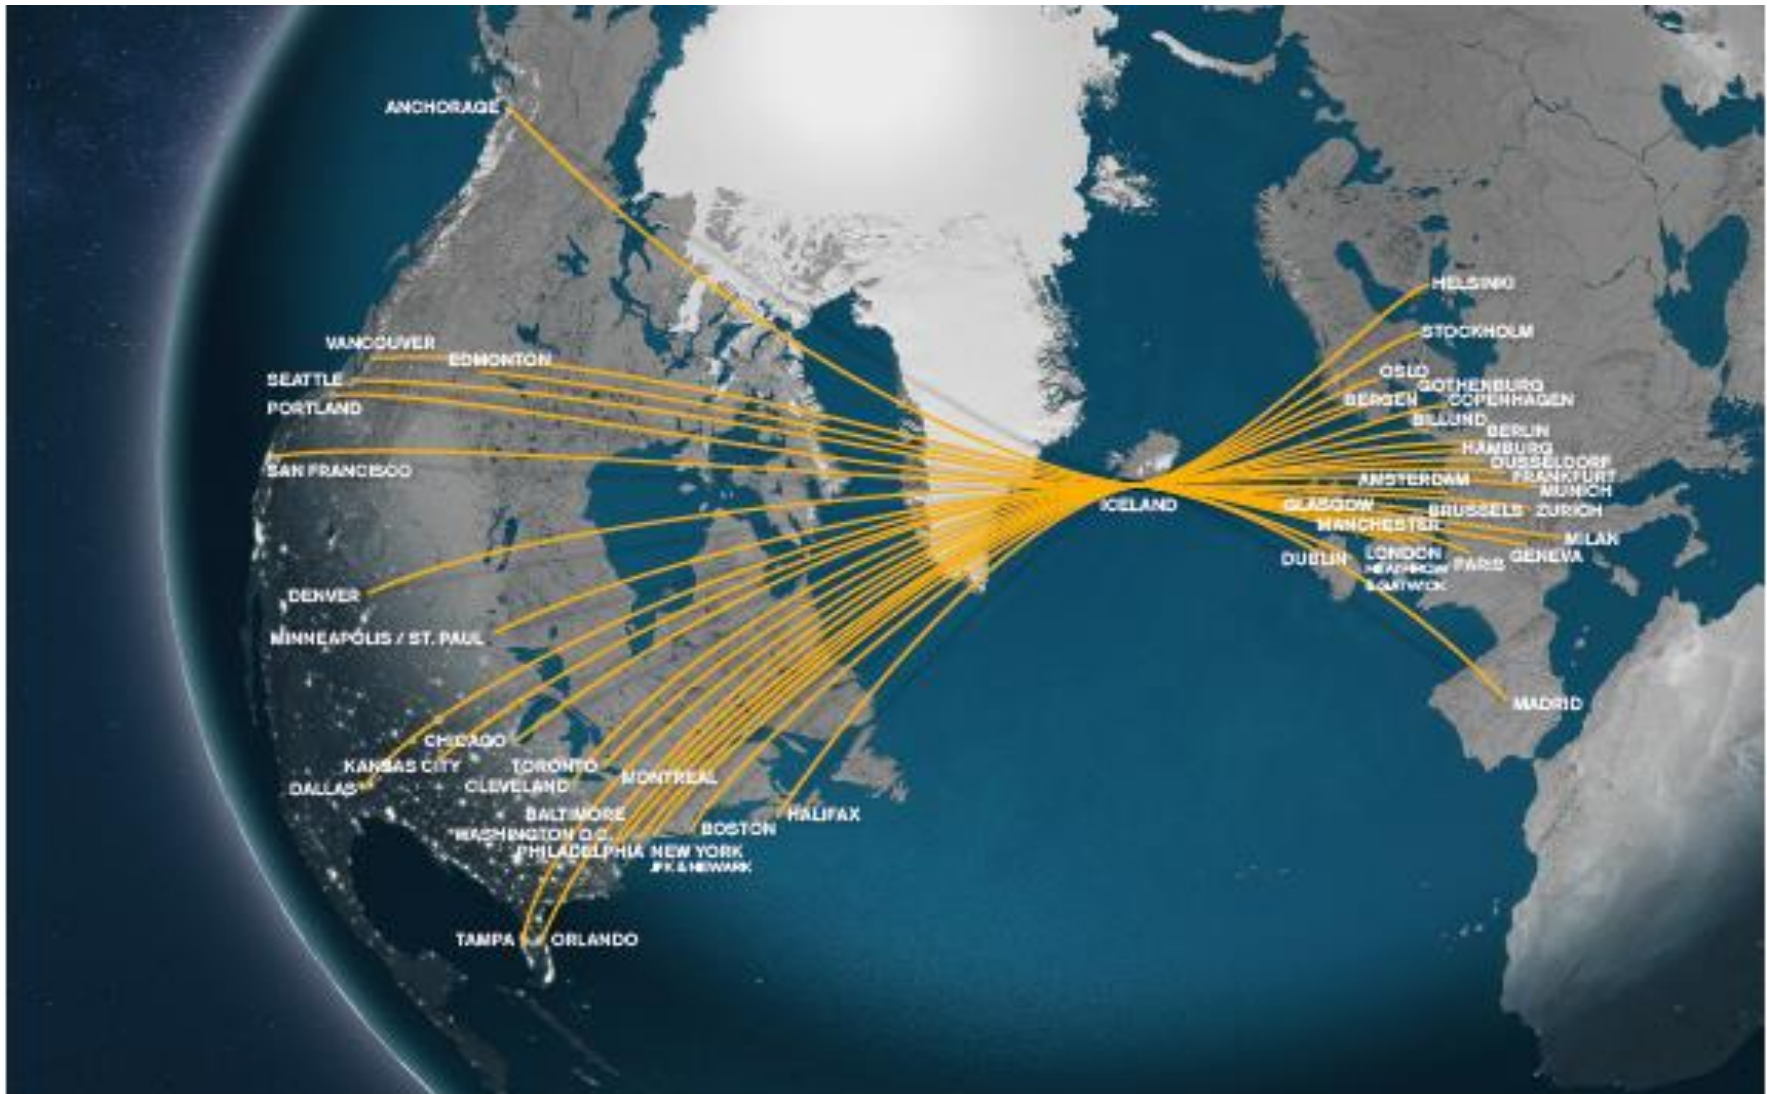 ANCHORAGE
VANCOUVER
EDMONTON
SEATTLE
PORTLAND
SAN FRANCISCO
DENVER
MINNEAPOLIS / ST. PAUL
CHICAGO
KANSAS CITY
TORONTO
MONTREAL
DALLAS
CLEVELAND
BALTIMORE
HALIFAX
WASHINGTON D.C.
BOSTON
PHILADELPHIA
NEW YORK
JFK & NEWARK
TAMPA
ORLANDO
ICELAND
HELSINKI
STOCKHOLM
OSLO
GOTHENBURG
BERGEN
COPENHAGEN
BILLUND
BERLIN
HAMBURG
DUSSELDORF
AMSTERDAM
FRANKFURT
MUNICH
GLASGOW
BRUSSELS
ZURICH
MANCHESTER
MILAN
DUBLIN
LONDON
HEATHROW
& GATWICK
PARIS
GENEVA
MADRID